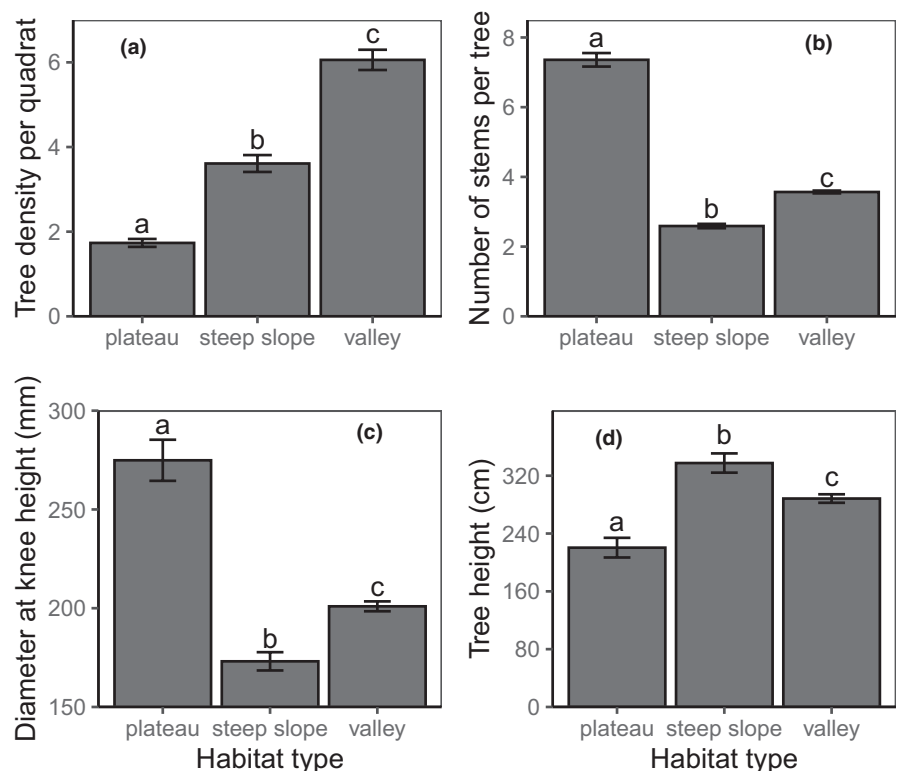 Tree density per quadrat
(a)
6
4
2
0
a
b
c
plateau
steep slope
valley
Number of stems per tree
(b)
8
6
4
2
0
a
b
c
plateau
steep slope
valley
Diameter at knee height (mm)
(c)
300
250
200
150
a
b
c
plateau
steep slope
valley
Habitat type
Tree height (cm)
(d)
320
240
160
80
0
a
b
c
plateau
steep slope
valley
Habitat type